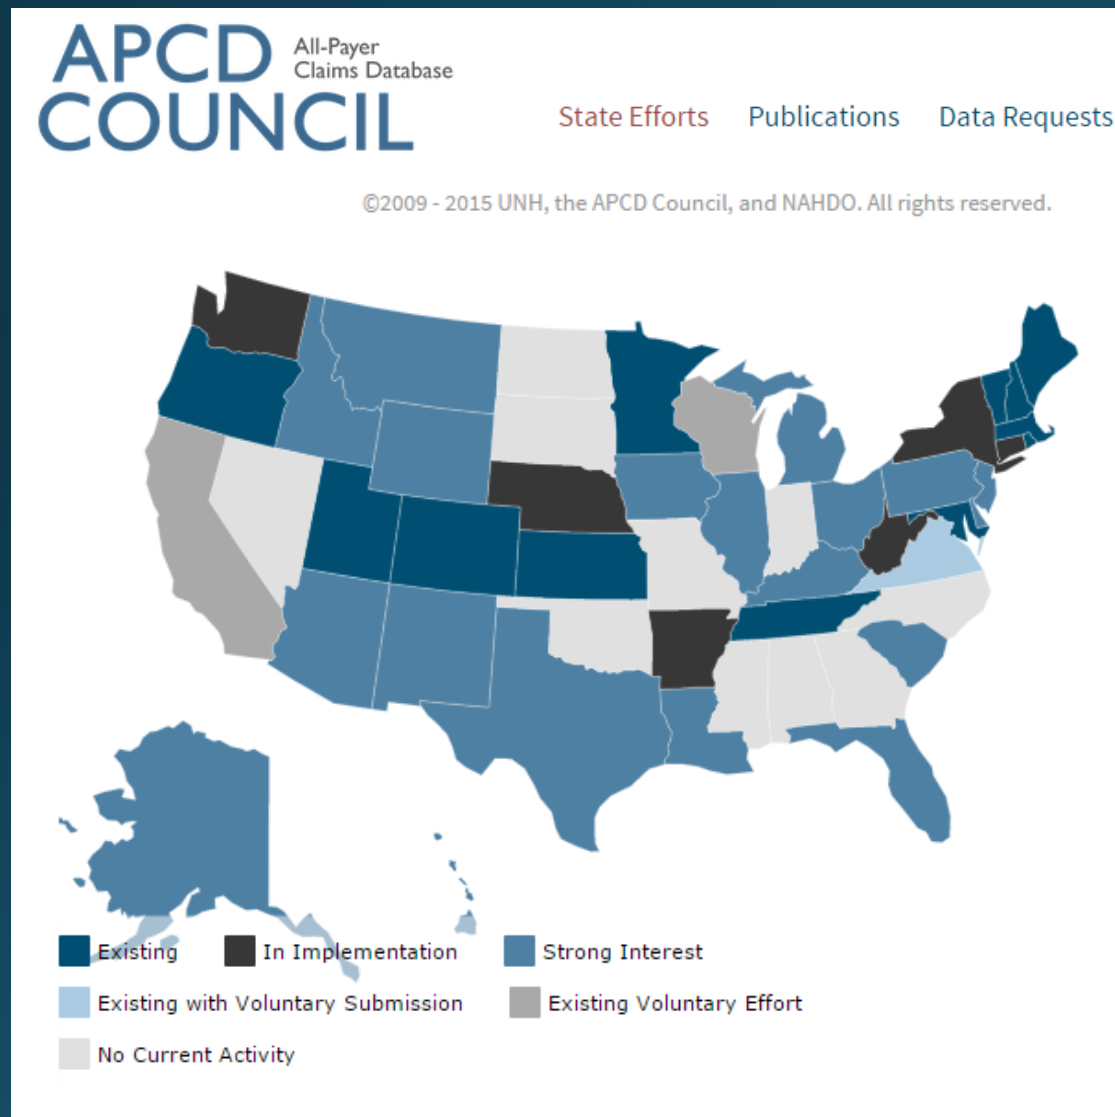 APCD
COUNCIL
All-Payer
Claims Database
State Efforts Publications Data Requests
©2009 - 2015 UNH, the APCD Council, and NAHDO. All rights reserved.
Existing In Implementation Strong Interest
Existing with Voluntary Submission Existing Voluntary Effort
No Current Activity